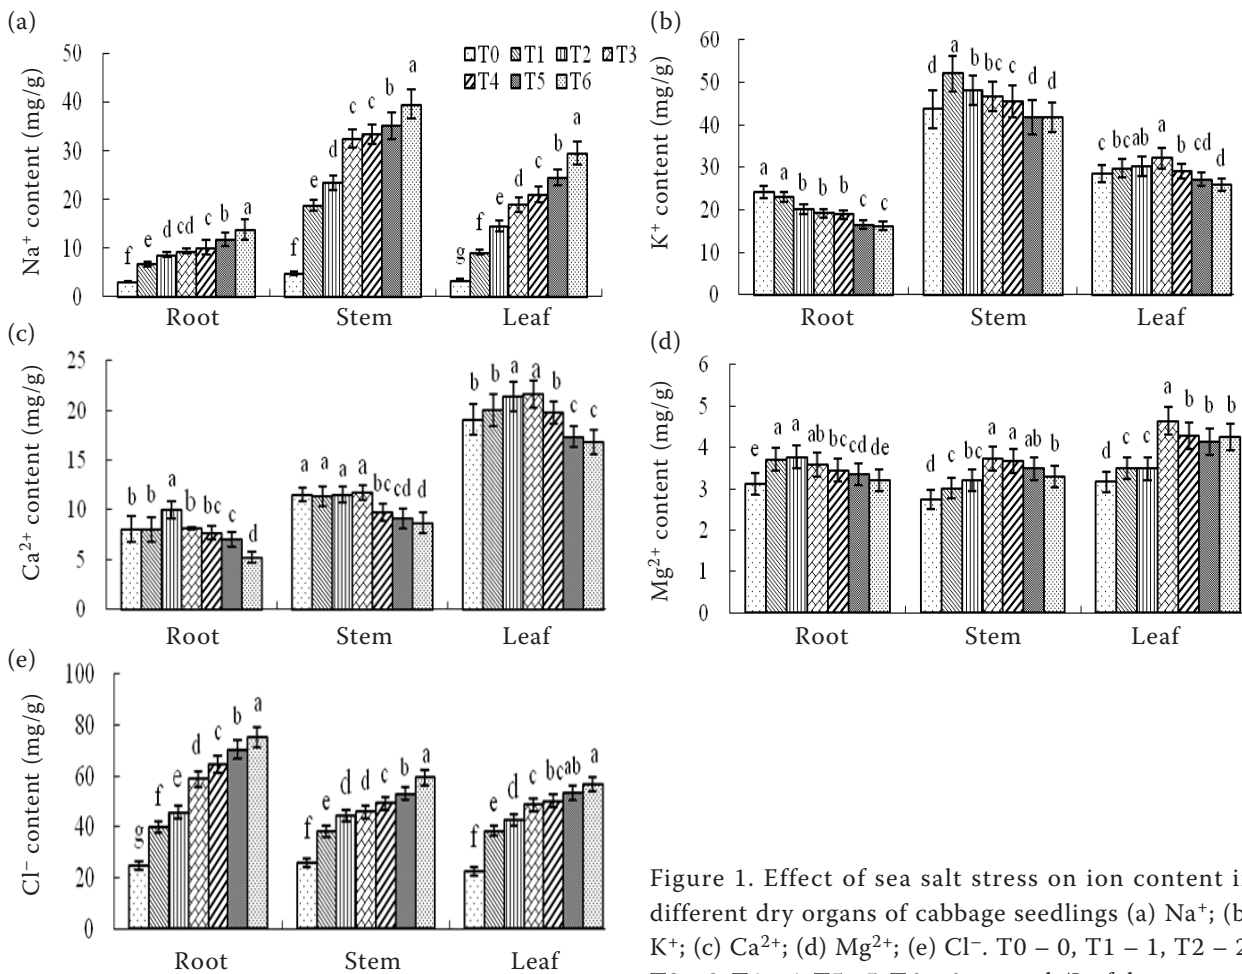 (a)
Na⁺ content (mg/g)
50
40
30
20
10
0
T0 T1 T2 T3
T4 T5 T6
f e d cd c b a
f e d c c b a
g f e d c b a
Root Stem Leaf
(b)
K⁺ content (mg/g)
60
50
40
30
20
10
0
a a b b b c c
d a b bc c d d
c bc ab a b cd d
Root Stem Leaf
(c)
Ca²⁺ content (mg/g)
25
20
15
10
5
0
b b a b bc c d
a a a a bc cd d
b b a a b c c
Root Stem Leaf
(d)
Mg²⁺ content (mg/g)
6
5
4
3
2
1
0
e a a ab bc cd de
d c bc a a ab b
d c c a b b b
Root Stem Leaf
(e)
Cl⁻ content (mg/g)
100
80
60
40
20
0
g f e d c b a
f e d d c b a
f e d c bc ab a
Root Stem Leaf
Figure 1. Effect of sea salt stress on ion content i
different dry organs of cabbage seedlings (a) Na⁺; (b
K⁺; (c) Ca²⁺; (d) Mg²⁺; (e) Cl⁻. T0 – 0, T1 – 1, T2 – 2